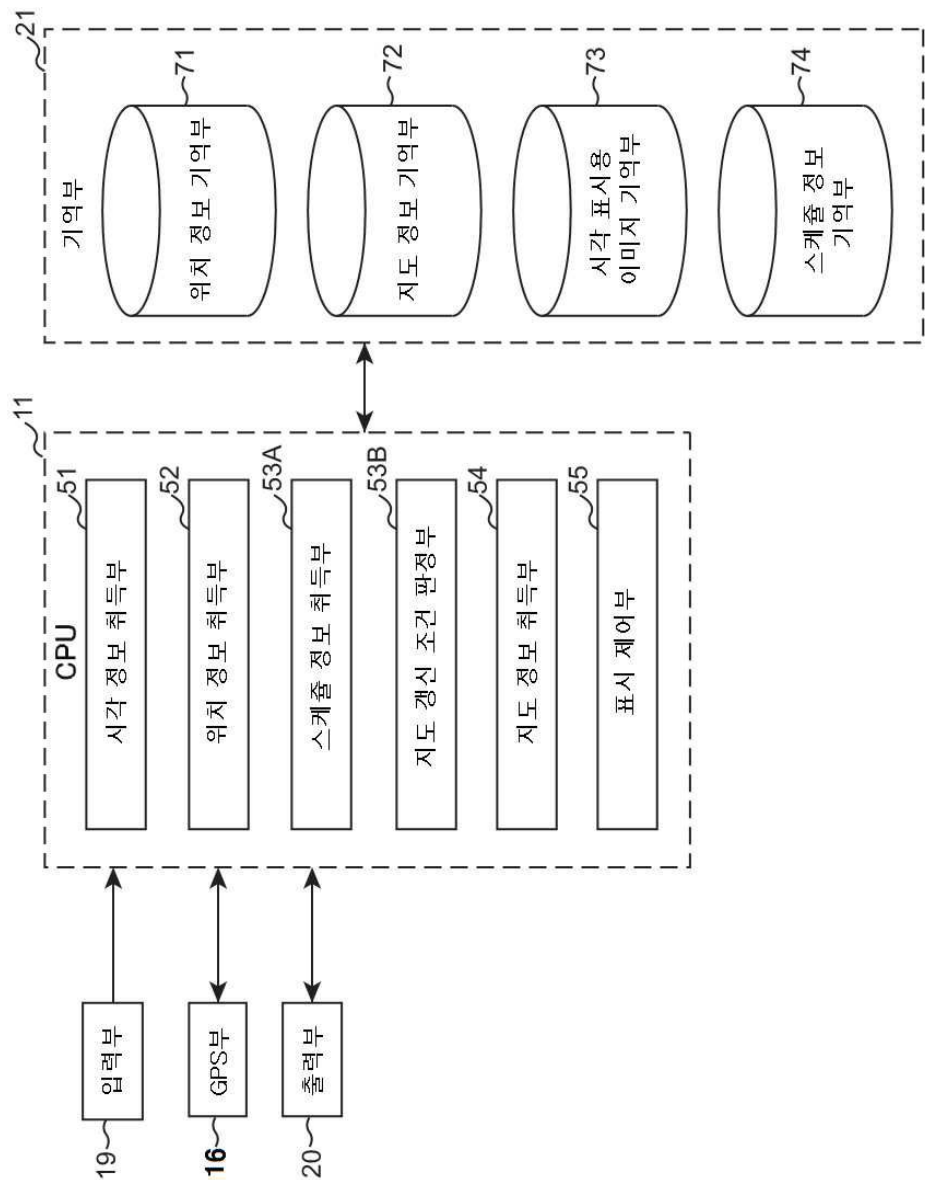 19
입력부
16
GPS부
20
출력부
11
CPU
51
시각 정보 취득부
52
위치 정보 취득부
53A
스케줄 정보 취득부
53B
지도 갱신 조건 판정부
54
지도 정보 취득부
55
표시 제어부
21
기억부
71
위치 정보 기억부
72
지도 정보 기억부
73
시각 표시용
이미지 기억부
74
스케줄 정보
기억부